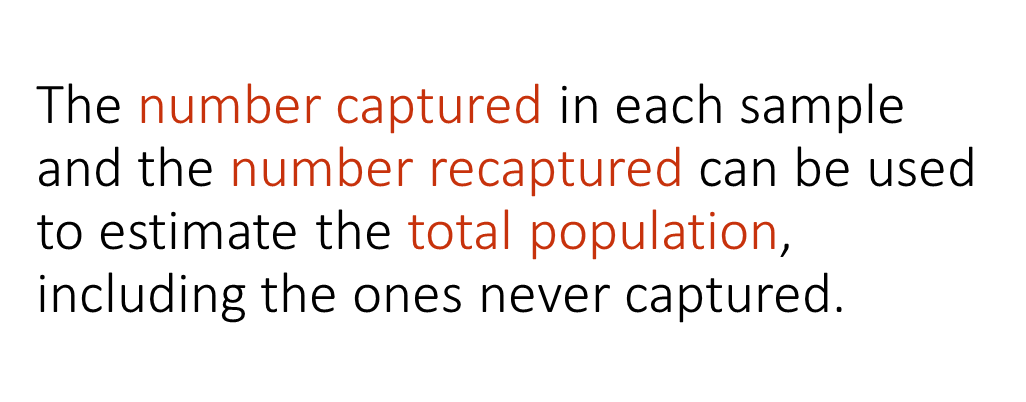 The number captured in each sample
and the number recaptured can be used
to estimate the total population,
including the ones never captured.